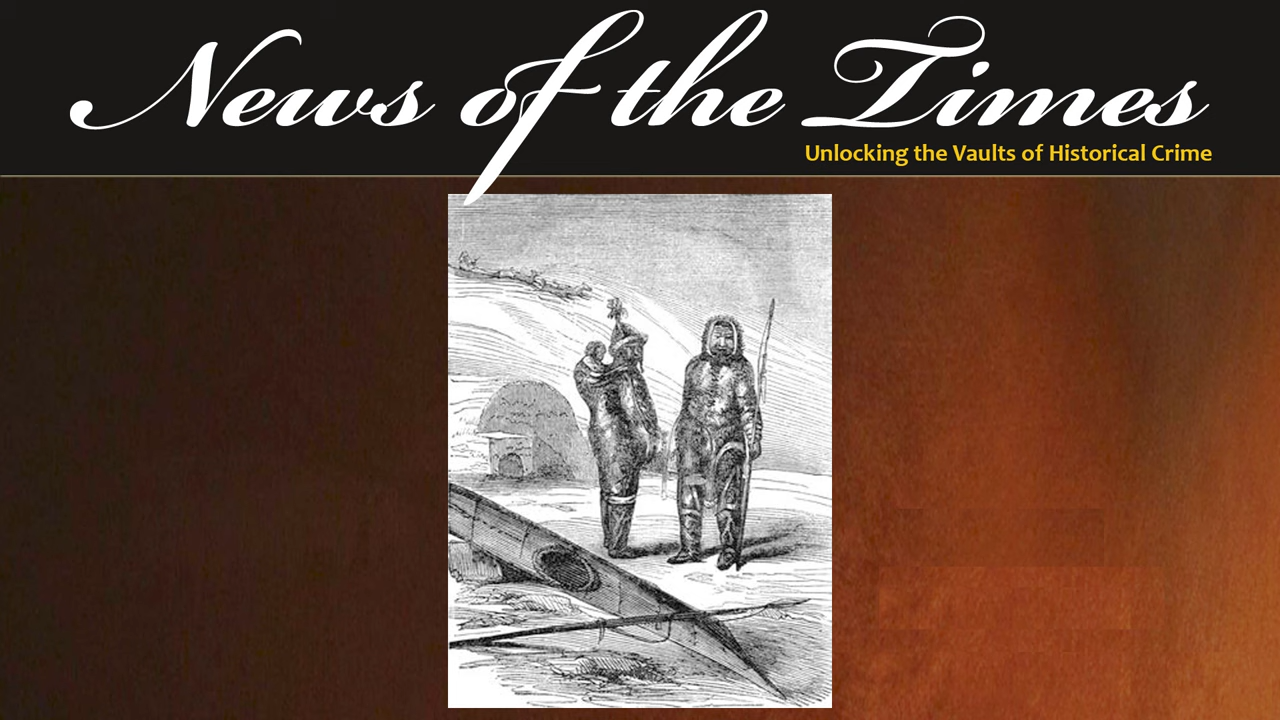 News of the Times
Unlocking the Vaults of Historical Crime